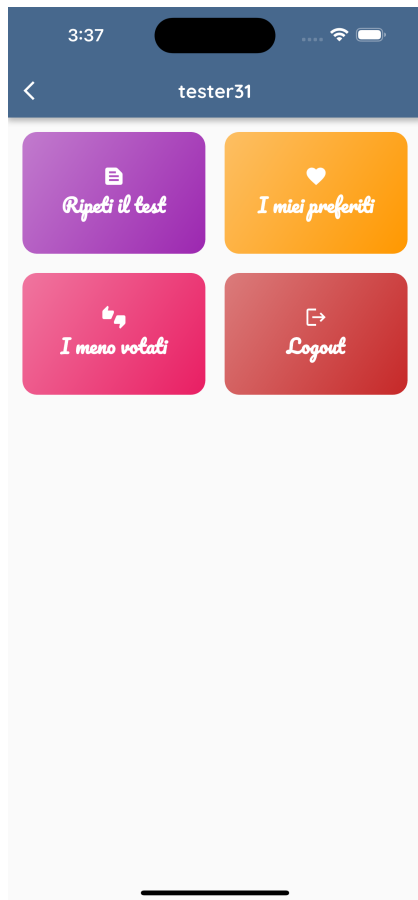 3:37
tester31
Ripeti il test
I miei preferiti
I meno votati
Logout